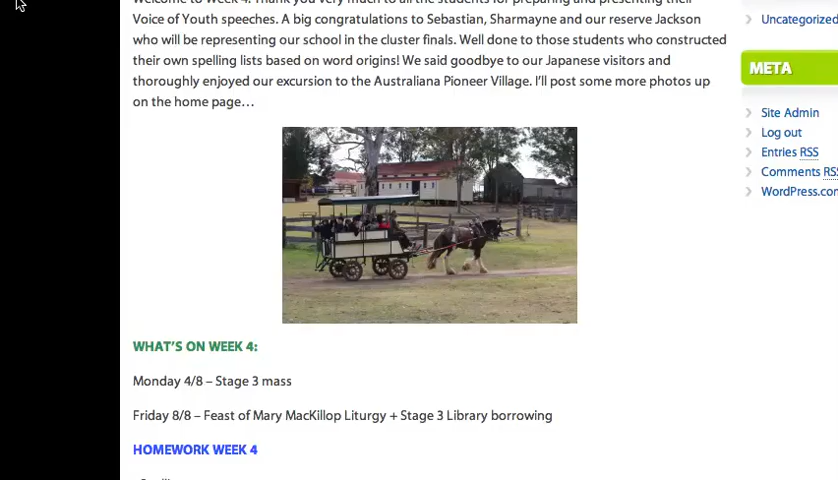 Welcome to Week 4. Thank you very much to all the students for preparing and presenting their
Voice of Youth speeches. A big congratulations to Sebastian, Sharmayne and our reserve Jackson
who will be representing our school in the cluster finals. Well done to those students who constructed
their own spelling lists based on word origins! We said goodbye to our Japanese visitors and
thoroughly enjoyed our excursion to the Australiana Pioneer Village. I'll post some more photos up
on the home page…
WHAT'S ON WEEK 4:
Monday 4/8 – Stage 3 mass
Friday 8/8 – Feast of Mary MacKillop Liturgy + Stage 3 Library borrowing
HOMEWORK WEEK 4
Uncategorized
META
Site Admin
Log out
Entries RSS
Comments RSS
WordPress.com